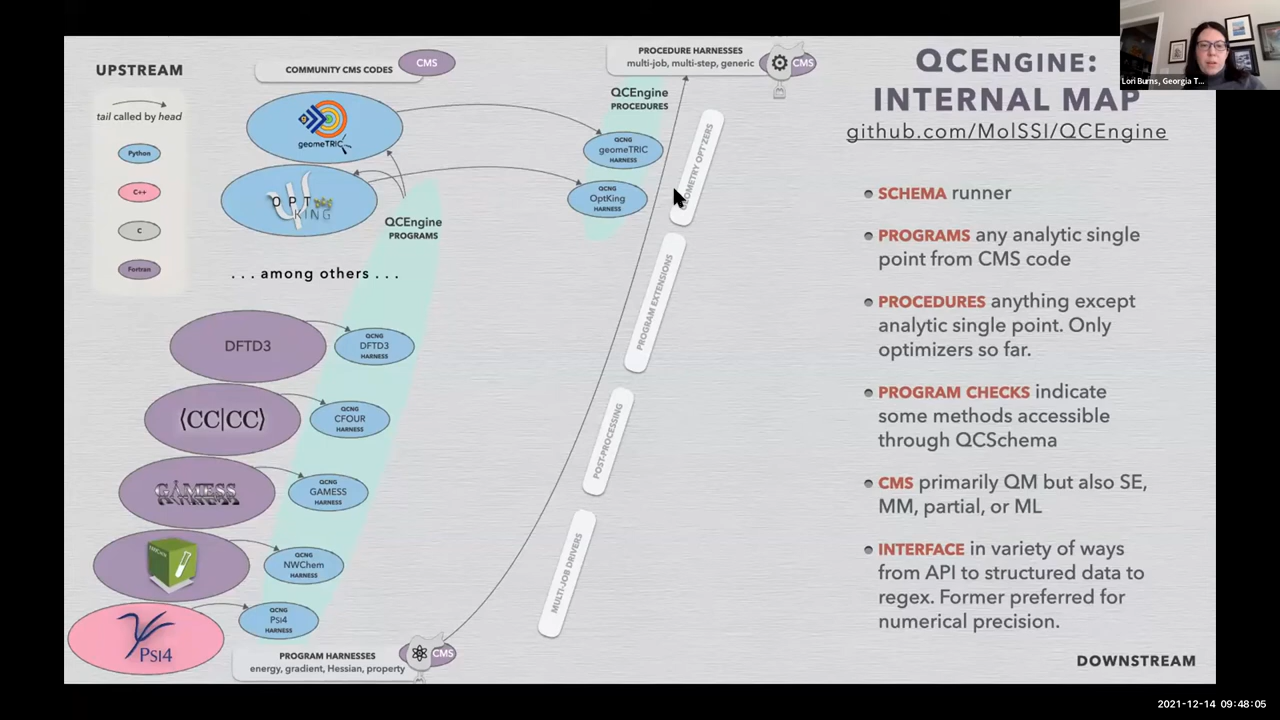 UPSTREAM
tail called by head
Python
C++
C
Fortran
COMMUNITY CMS CODES
CMS
geomeTRIC
OPT
KING
QCEngine
PROGRAMS
. . . among others . . .
DFTD3
QCNG
DFTD3
HARNESS
⟨CC|CC⟩
QCNG
CFOUR
HARNESS
GAMESS
QCNG
GAMESS
HARNESS
QCNG
NWChem
HARNESS
PSI4
QCNG
PSI4
HARNESS
PROGRAM HARNESSES
energy, gradient, Hessian, property
CMS
PROCEDURE HARNESSES
multi-job, multi-step, generic
CMS
QCEngine
PROCEDURES
QCNG
geomeTRIC
HARNESS
QCNG
OptKing
HARNESS
PROGRAM EXTENSIONS
POST-PROCESSING
MULTI-JOB DRIVERS
QCENGINE:
INTERNAL MAP
github.com/MolSSI/QCEngine
SCHEMA runner
PROGRAMS any analytic single
point from CMS code
PROCEDURES anything except
analytic single point. Only
optimizers so far.
PROGRAM CHECKS indicate
some methods accessible
through QCSchema
CMS primarily QM but also SE,
MM, partial, or ML
INTERFACE in variety of ways
from API to structured data to
regex. Former preferred for
numerical precision.
DOWNSTREAM
Lori Burns, Georgia T...
2021-12-14 09:48:05